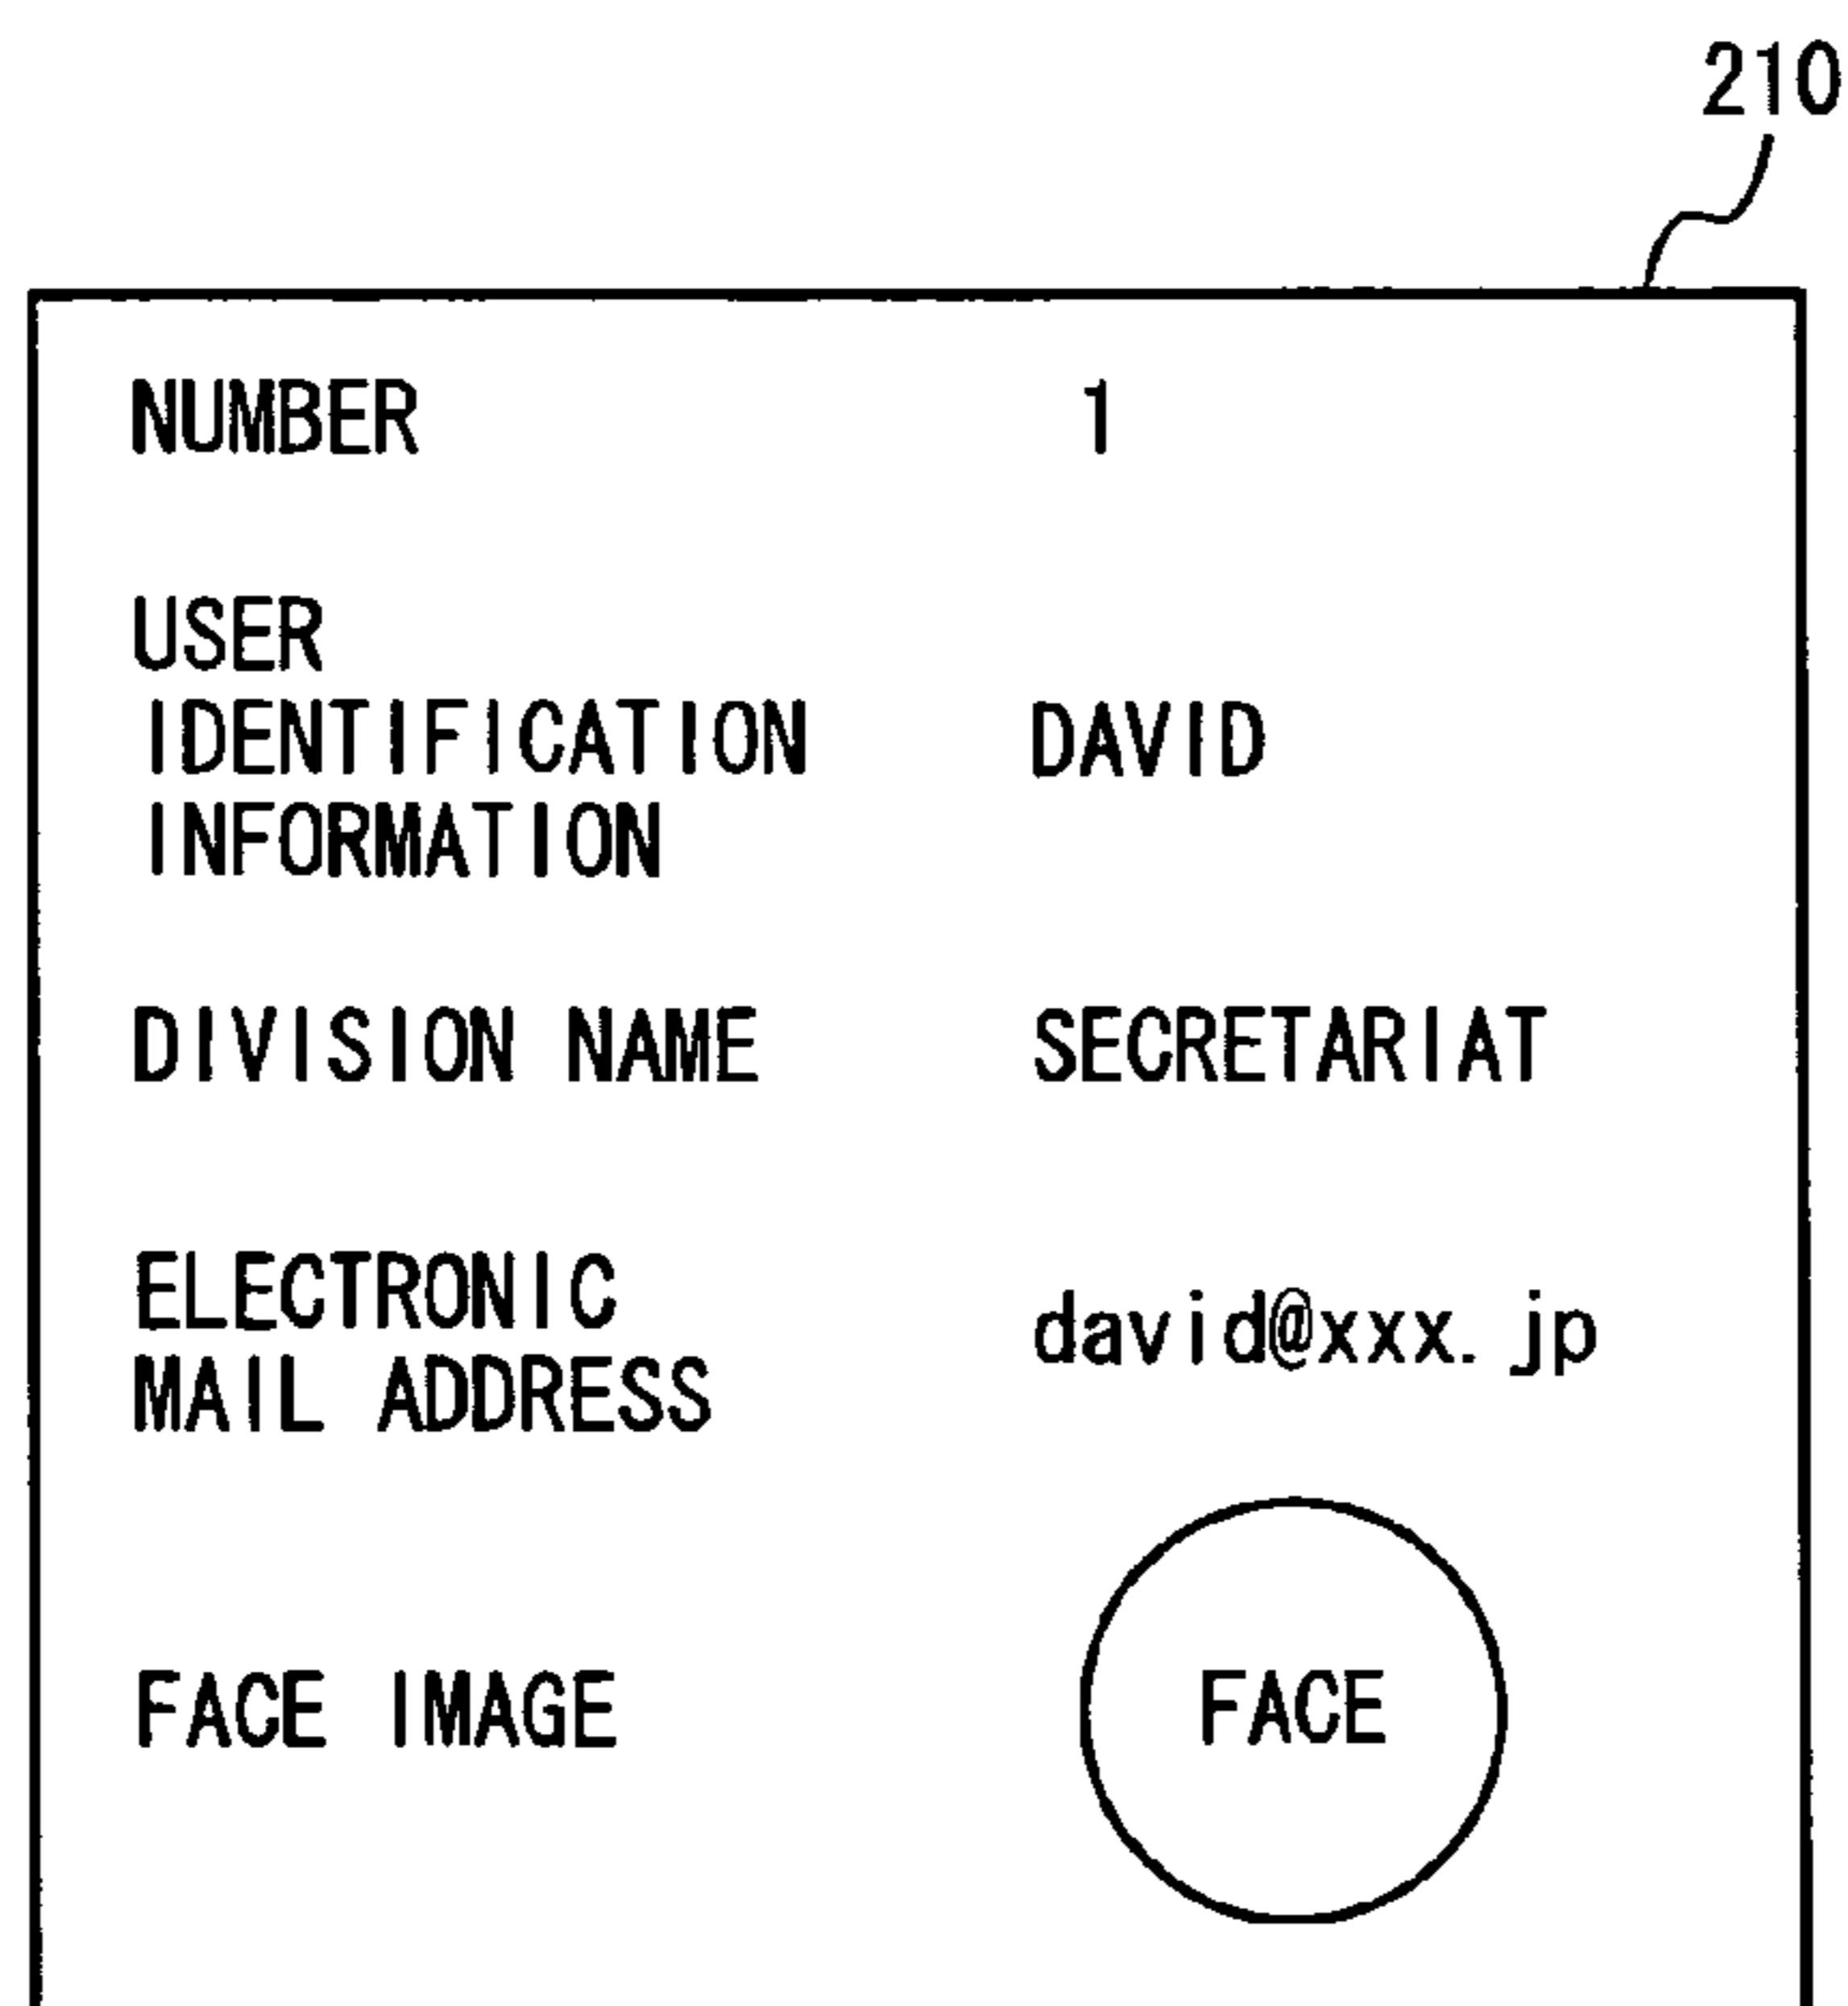 210
NUMBER 1
USER
IDENTIFICATION DAVID
INFORMATION
DIVISION NAME SECRETARIAT
ELECTRONIC
david@xxx.jp
MAIL ADDRESS
FACE IMAGE FACE